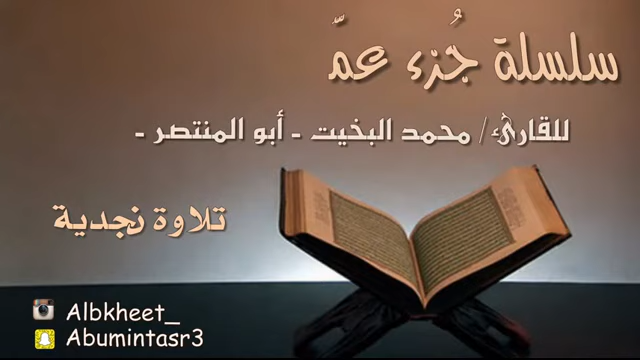 سلسلة جُزء عمّ
للقارئ/ محمد البخيت - أبو المنتصر -
تلاوة نجدية
Albkheet_
Abumintasr3